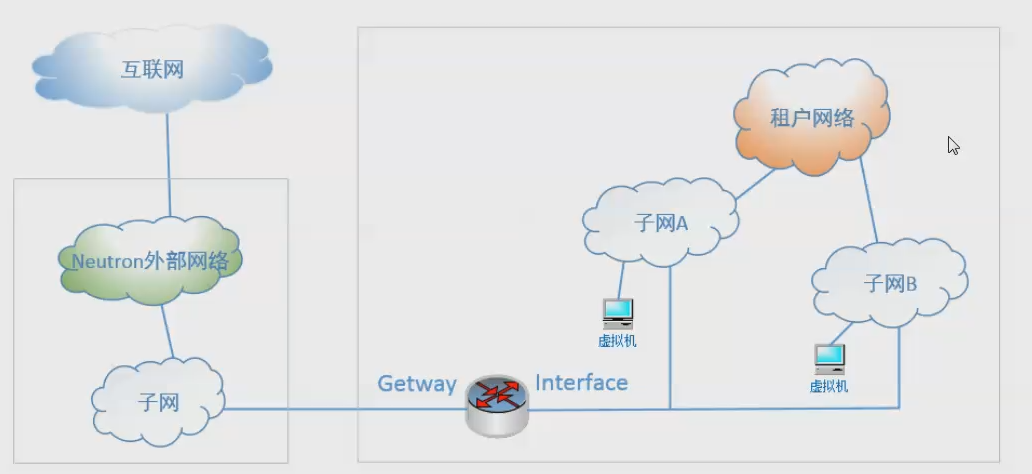 互联网
租户网络
子网A
Neutron外部网络
子网B
虚拟机
虚拟机
Getway
Interface
子网